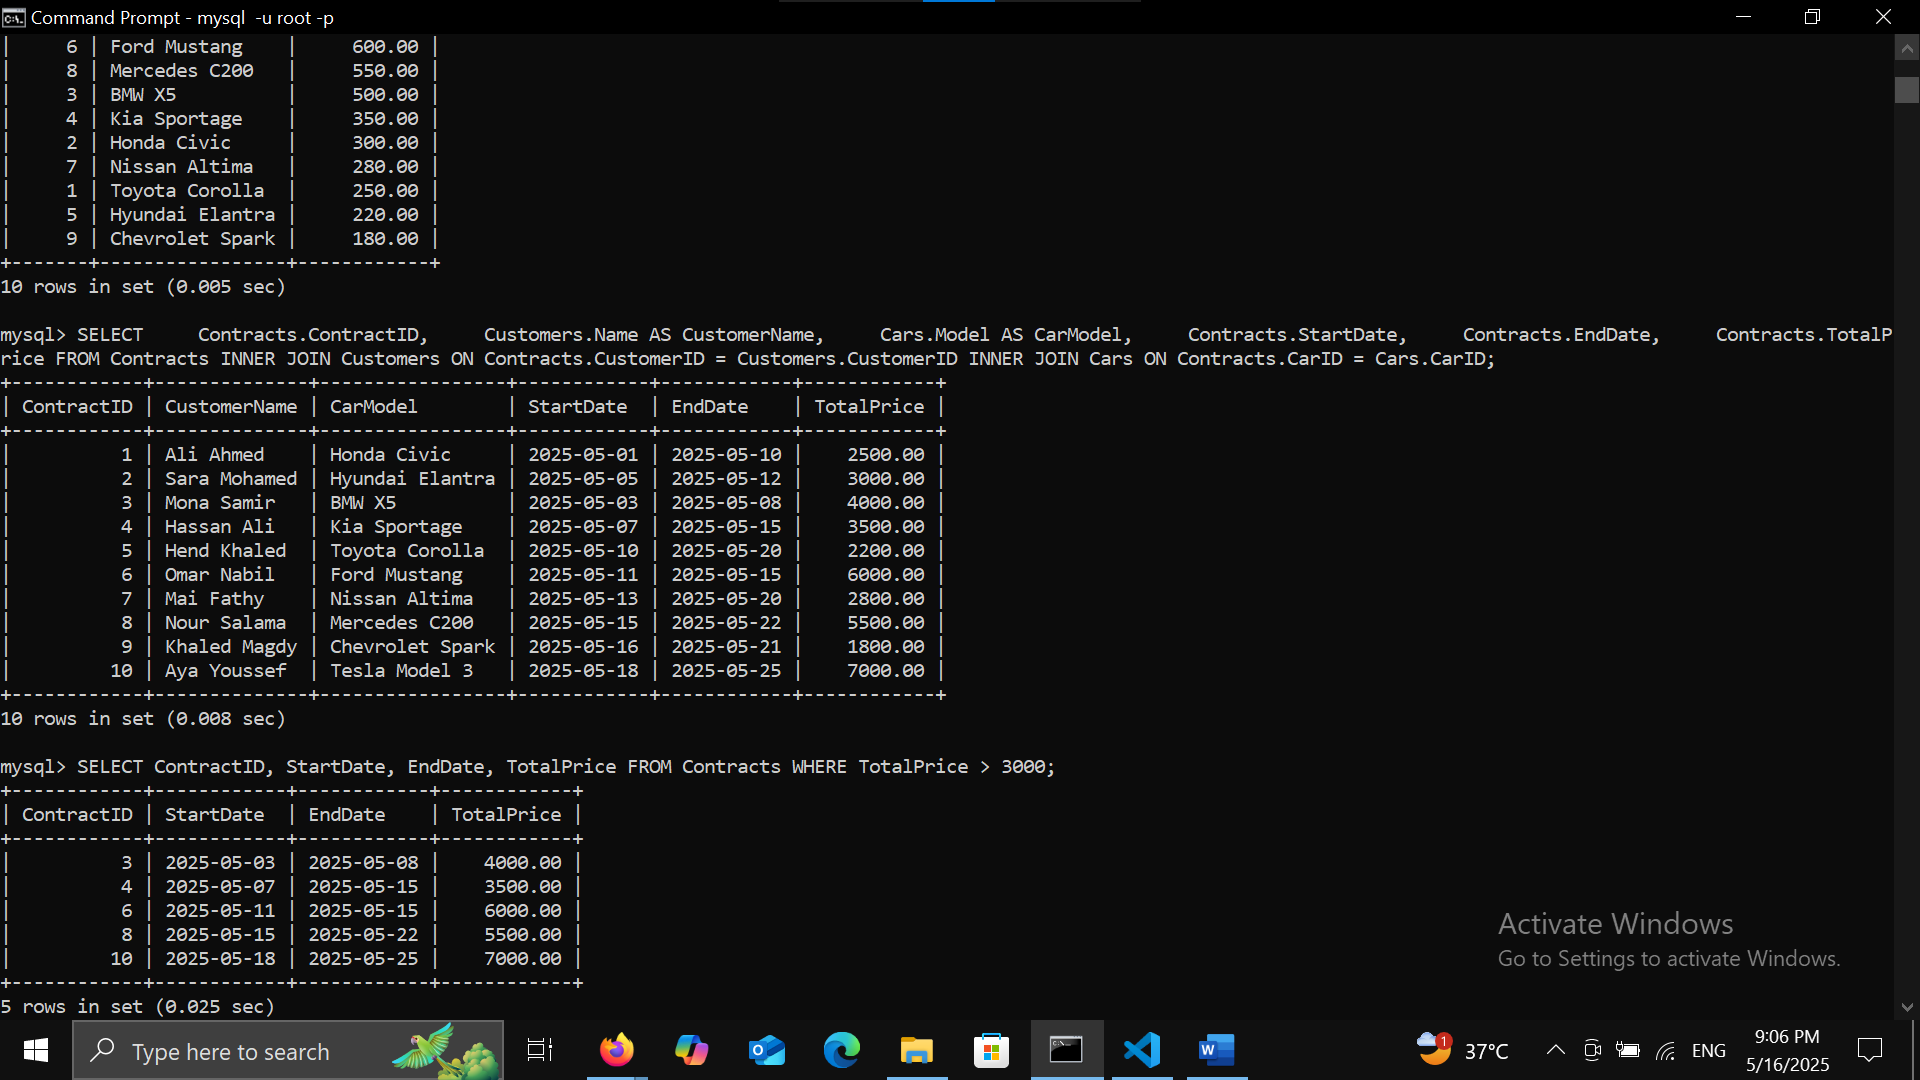 Command Prompt - mysql  -u root -p
|     6 | Ford Mustang    |     600.00 |
|     8 | Mercedes C200   |     550.00 |
|     3 | BMW X5          |     500.00 |
|     4 | Kia Sportage    |     350.00 |
|     2 | Honda Civic     |     300.00 |
|     7 | Nissan Altima   |     280.00 |
|     1 | Toyota Corolla  |     250.00 |
|     5 | Hyundai Elantra |     220.00 |
|     9 | Chevrolet Spark |     180.00 |
+-------+-----------------+------------+
10 rows in set (0.005 sec)
mysql> SELECT     Contracts.ContractID,     Customers.Name AS CustomerName,     Cars.Model AS CarModel,     Contracts.StartDate,     Contracts.EndDate,     Contracts.TotalP
rice FROM Contracts INNER JOIN Customers ON Contracts.CustomerID = Customers.CustomerID INNER JOIN Cars ON Contracts.CarID = Cars.CarID;
+------------+--------------+-----------------+------------+------------+------------+
| ContractID | CustomerName | CarModel        | StartDate  | EndDate    | TotalPrice |
+------------+--------------+-----------------+------------+------------+------------+
|          1 | Ali Ahmed    | Honda Civic     | 2025-05-01 | 2025-05-10 |    2500.00 |
|          2 | Sara Mohamed | Hyundai Elantra | 2025-05-05 | 2025-05-12 |    3000.00 |
|          3 | Mona Samir   | BMW X5          | 2025-05-03 | 2025-05-08 |    4000.00 |
|          4 | Hassan Ali   | Kia Sportage    | 2025-05-07 | 2025-05-15 |    3500.00 |
|          5 | Hend Khaled  | Toyota Corolla  | 2025-05-10 | 2025-05-20 |    2200.00 |
|          6 | Omar Nabil   | Ford Mustang    | 2025-05-11 | 2025-05-15 |    6000.00 |
|          7 | Mai Fathy    | Nissan Altima   | 2025-05-13 | 2025-05-20 |    2800.00 |
|          8 | Nour Salama  | Mercedes C200   | 2025-05-15 | 2025-05-22 |    5500.00 |
|          9 | Khaled Magdy | Chevrolet Spark | 2025-05-16 | 2025-05-21 |    1800.00 |
|         10 | Aya Youssef  | Tesla Model 3   | 2025-05-18 | 2025-05-25 |    7000.00 |
+------------+--------------+-----------------+------------+------------+------------+
10 rows in set (0.008 sec)
mysql> SELECT ContractID, StartDate, EndDate, TotalPrice FROM Contracts WHERE TotalPrice > 3000;
+------------+------------+------------+------------+
| ContractID | StartDate  | EndDate    | TotalPrice |
+------------+------------+------------+------------+
|          3 | 2025-05-03 | 2025-05-08 |    4000.00 |
|          4 | 2025-05-07 | 2025-05-15 |    3500.00 |
|          6 | 2025-05-11 | 2025-05-15 |    6000.00 |
|          8 | 2025-05-15 | 2025-05-22 |    5500.00 |
|         10 | 2025-05-18 | 2025-05-25 |    7000.00 |
+------------+------------+------------+------------+
5 rows in set (0.025 sec)
Activate Windows
Go to Settings to activate Windows.
Type here to search
1
37°C
ENG
9:06 PM
5/16/2025